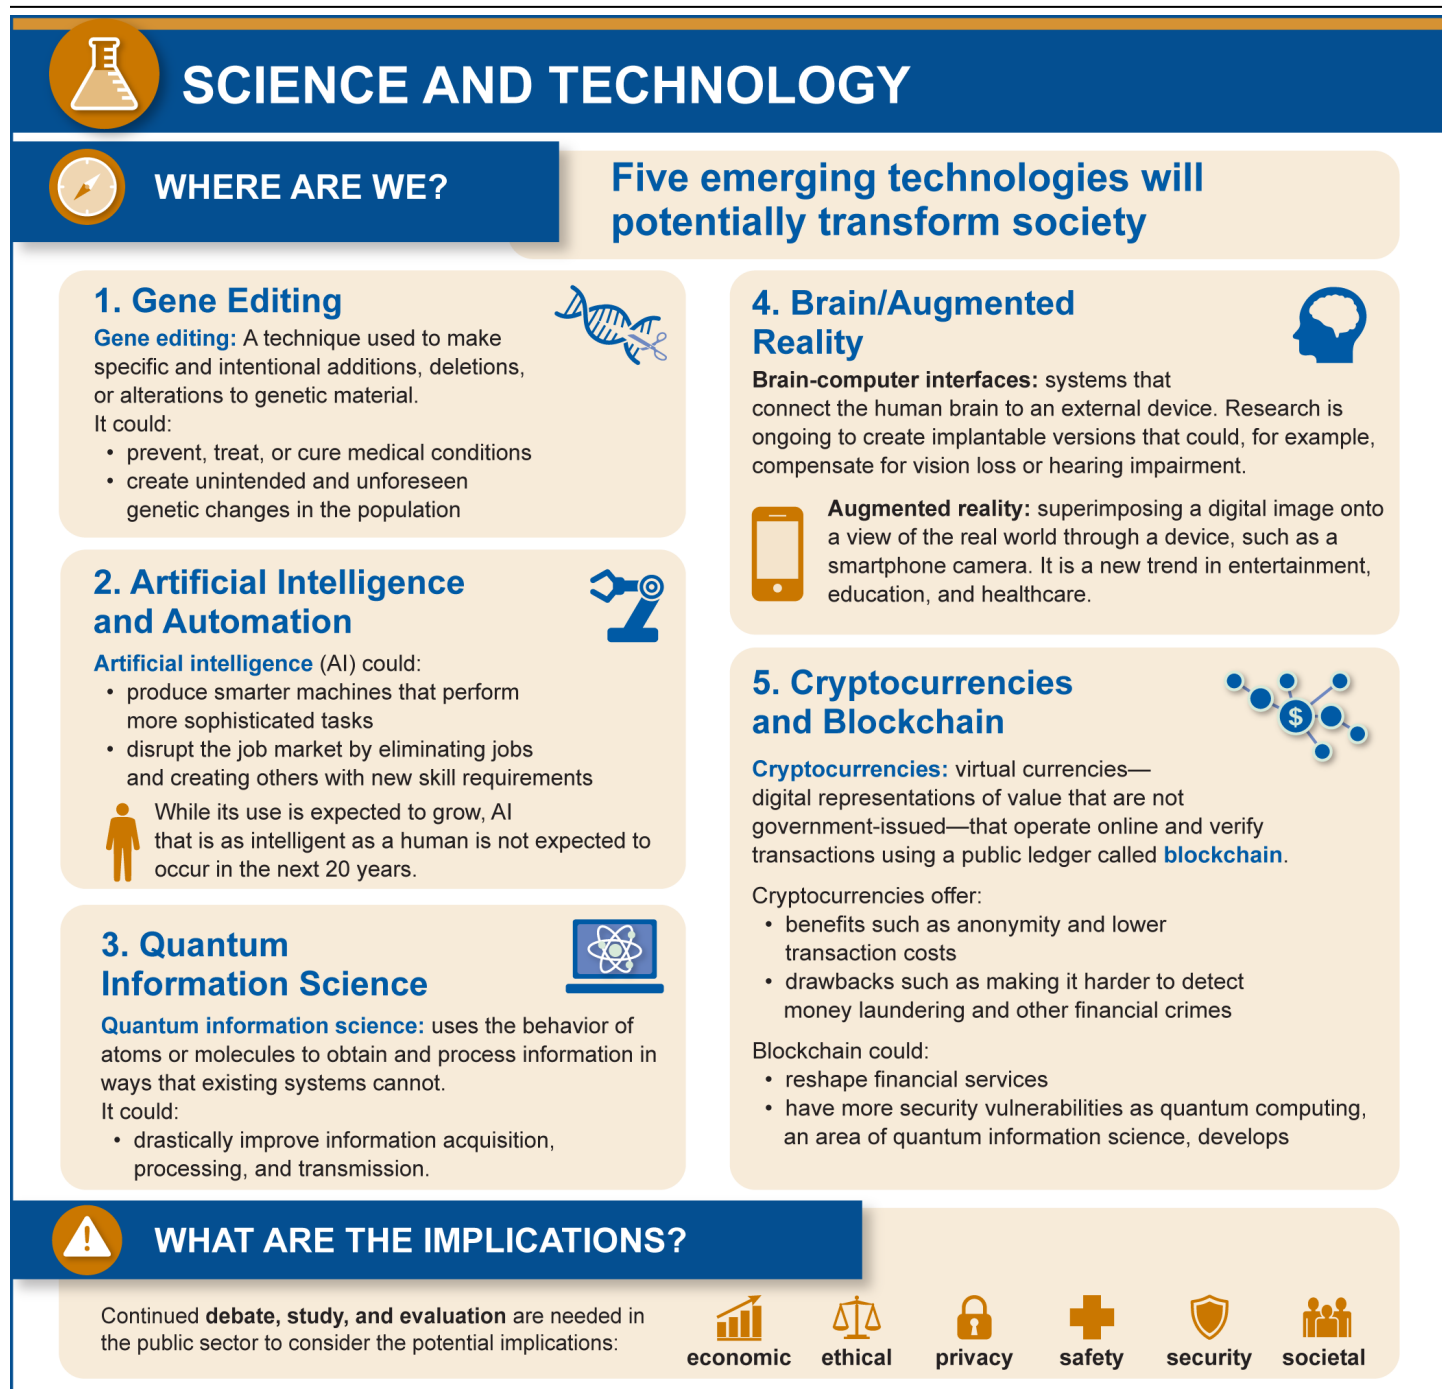 SCIENCE AND TECHNOLOGY
WHERE ARE WE?
Five emerging technologies will
potentially transform society
1. Gene Editing
Gene editing: A technique used to make
specific and intentional additions, deletions,
or alterations to genetic material.
It could:
• prevent, treat, or cure medical conditions
• create unintended and unforeseen
genetic changes in the population
2. Artificial Intelligence
and Automation
Artificial intelligence (AI) could:
• produce smarter machines that perform
more sophisticated tasks
• disrupt the job market by eliminating jobs
and creating others with new skill requirements
While its use is expected to grow, AI
that is as intelligent as a human is not expected to
occur in the next 20 years.
3. Quantum
Information Science
Quantum information science: uses the behavior of
atoms or molecules to obtain and process information in
ways that existing systems cannot.
It could:
• drastically improve information acquisition,
processing, and transmission.
4. Brain/Augmented
Reality
Brain-computer interfaces: systems that
connect the human brain to an external device. Research is
ongoing to create implantable versions that could, for example,
compensate for vision loss or hearing impairment.
Augmented reality: superimposing a digital image onto
a view of the real world through a device, such as a
smartphone camera. It is a new trend in entertainment,
education, and healthcare.
5. Cryptocurrencies
and Blockchain
$
Cryptocurrencies: virtual currencies—
digital representations of value that are not
government-issued—that operate online and verify
transactions using a public ledger called blockchain.
Cryptocurrencies offer:
• benefits such as anonymity and lower
transaction costs
• drawbacks such as making it harder to detect
money laundering and other financial crimes
Blockchain could:
• reshape financial services
• have more security vulnerabilities as quantum computing,
an area of quantum information science, develops
WHAT ARE THE IMPLICATIONS?
Continued debate, study, and evaluation are needed in
the public sector to consider the potential implications:
economic ethical privacy safety security societal